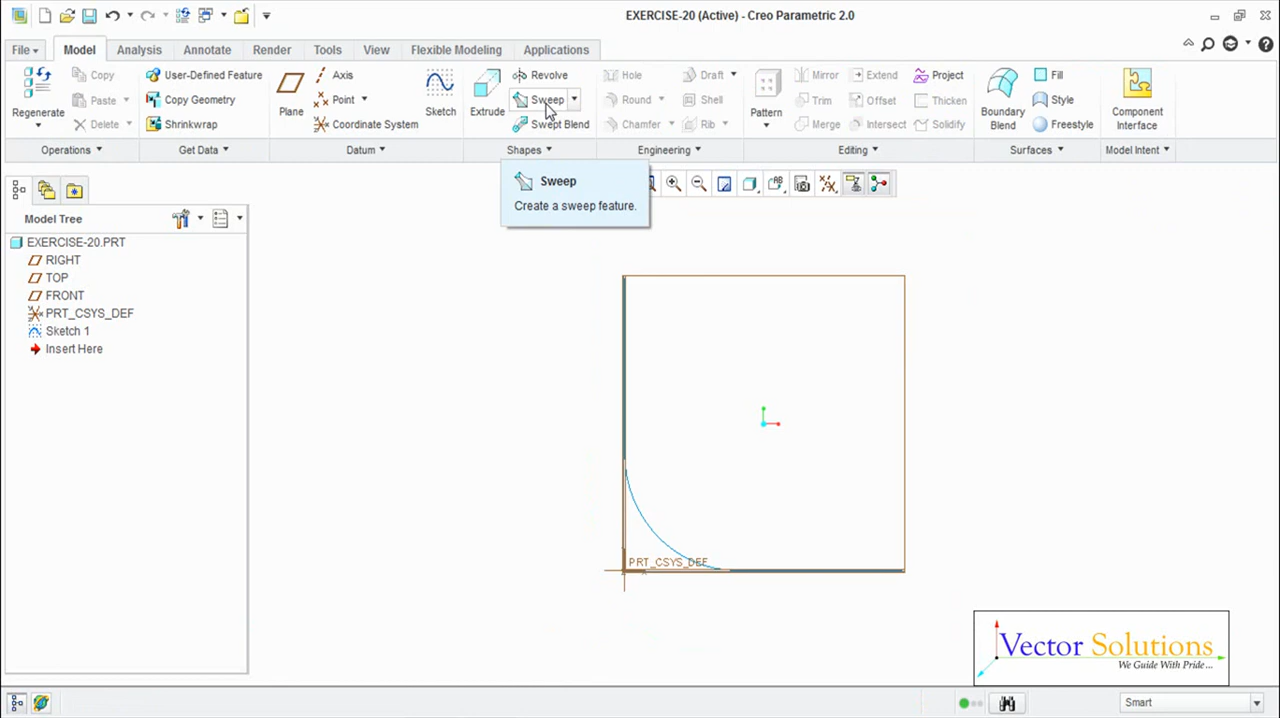 EXERCISE-20 (Active) - Creo Parametric 2.0
File Model Analysis Annotate Render Tools View Flexible Modeling Applications
Copy User-Defined Feature Axis Revolve Hole Draft Mirror Extend Project Fill
Paste Copy Geometry Point Sweep Round Shell Trim Offset Thicken Style
Regenerate Plane Sketch Extrude Pattern Boundary Blend Component Interface
Delete Shrinkwrap Coordinate System Swept Blend Chamfer Rib Merge Intersect Solidify Freestyle
Operations Get Data Datum Shapes Engineering Editing Surfaces Model Intent
Sweep
Create a sweep feature.
Model Tree
EXERCISE-20.PRT
RIGHT
TOP
FRONT
PRT_CSYS_DEF
Sketch 1
Insert Here
PRT_CSYS_DEF
Vector Solutions
We Guide With Pride...
Smart